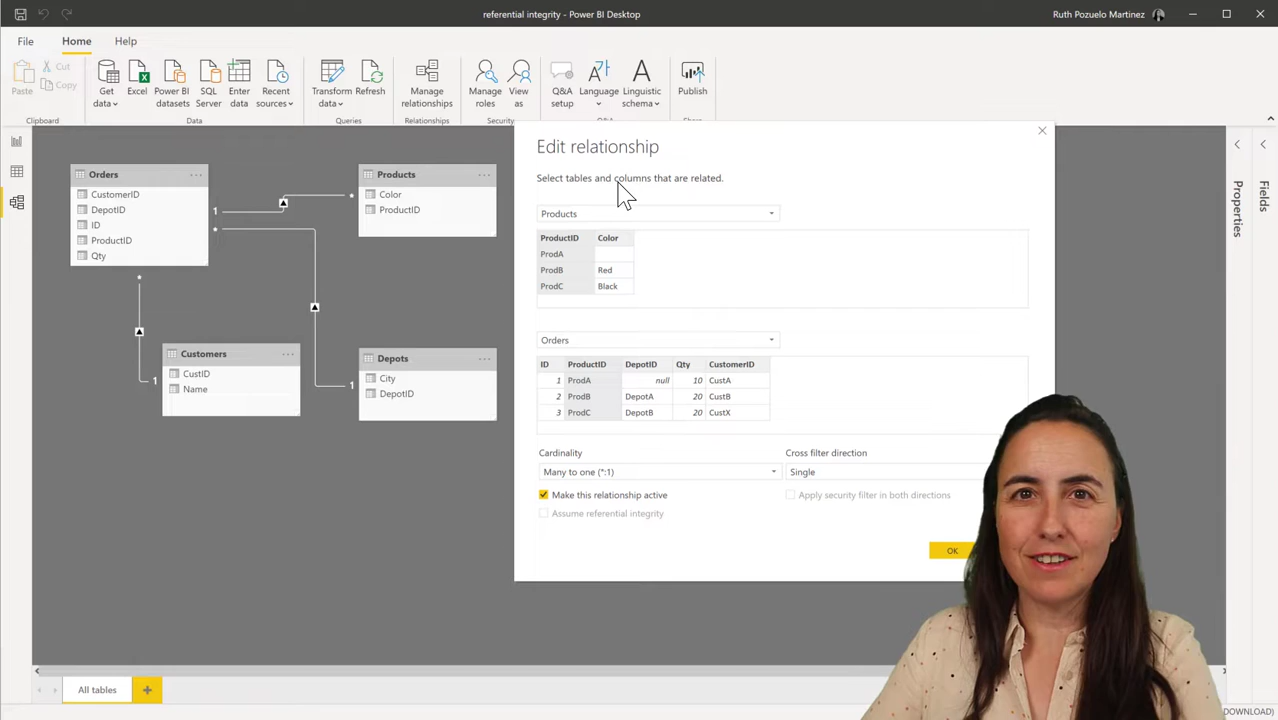 referential integrity - Power BI Desktop
Ruth Pozuelo Martinez
File
Home
Help
Paste
Cut
Copy
Get data
Excel
Power BI datasets
SQL Server
Enter data
Recent sources
Transform data
Refresh
Manage relationships
Manage roles
View as
Q&A setup
Language
Linguistic schema
Publish
Clipboard
Data
Queries
Relationships
Security
Q&A
Share
Orders
CustomerID
DepotID
ID
ProductID
Qty
1
*
Products
Color
ProductID
*
*
1
Customers
CustID
Name
1
Depots
City
DepotID
Edit relationship
Select tables and columns that are related.
Products
ProductID Color
ProdA
ProdB Red
ProdC Black
Orders
ID ProductID DepotID Qty CustomerID
1 ProdA null 10 CustA
2 ProdB DepotA 20 CustB
3 ProdC DepotB 20 CustX
Cardinality
Many to one (*:1)
Cross filter direction
Single
Make this relationship active
Apply security filter in both directions
Assume referential integrity
OK
Properties
Fields
All tables
DOWNLOAD)